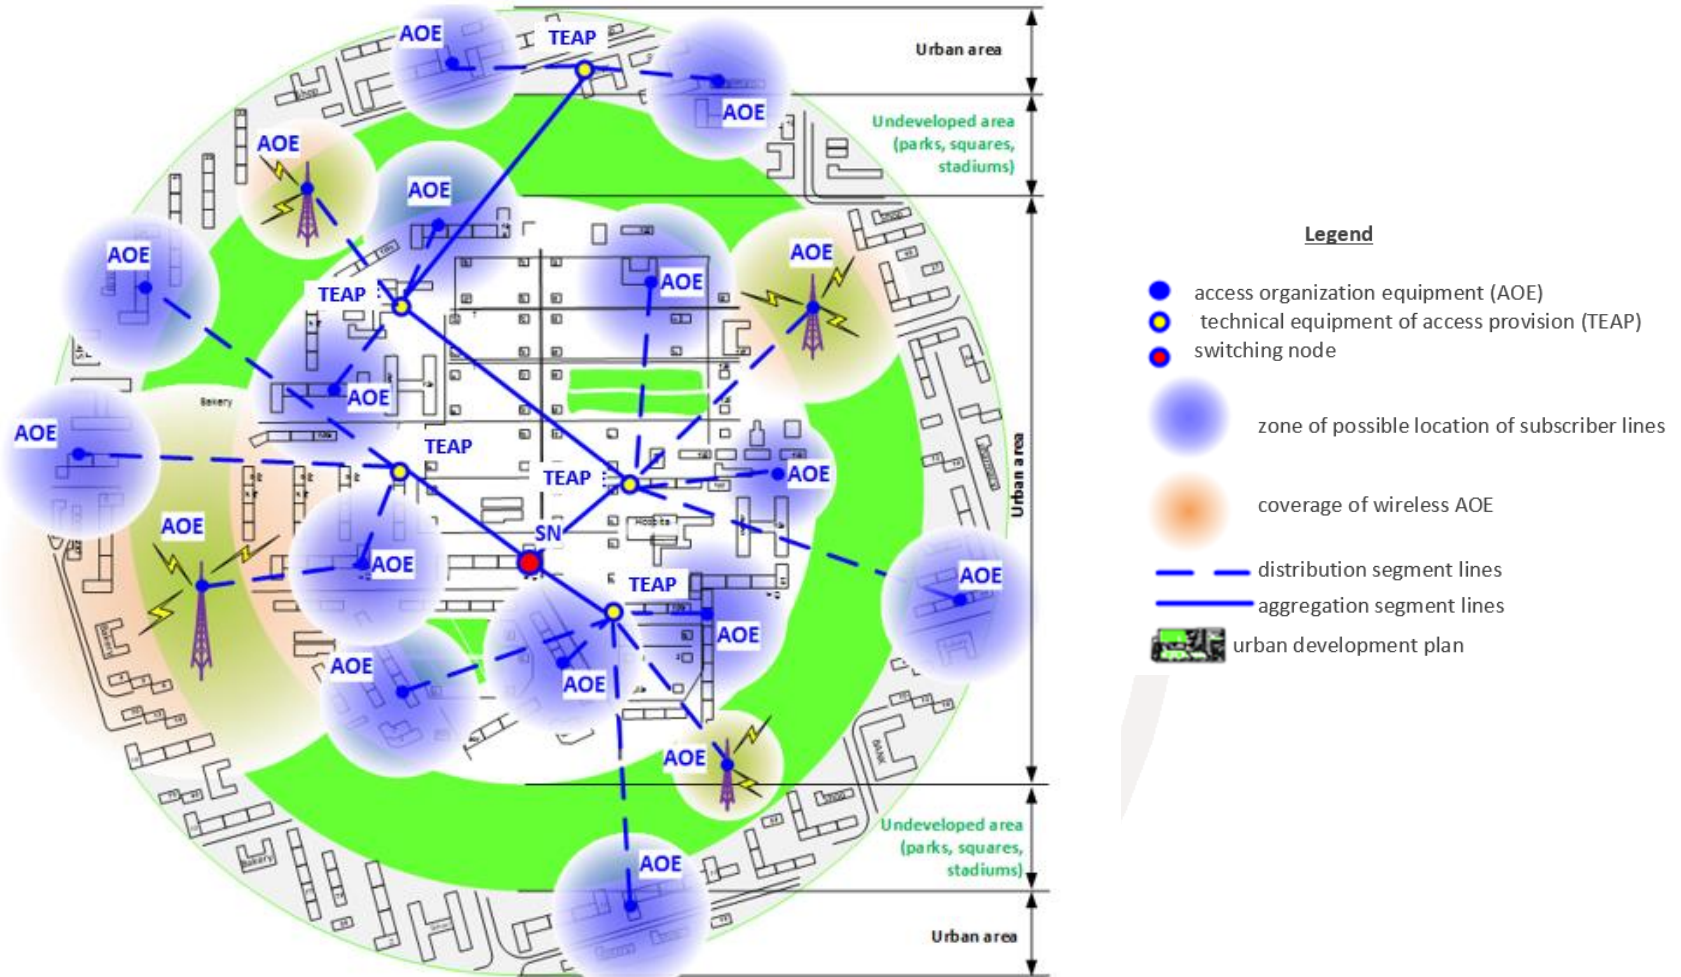 AOE
TEAP
Urban area
AOE
Undeveloped area
(parks, squares,
stadiums)
Shop
AOE
AOE
AOE
AOE
AOE
TEAP
AOE
Legend
access organization equipment (AOE)
technical equipment of access provision (TEAP)
switching node
AOE
Bakery
zone of possible location of subscriber lines
AOE
TEAP
TEAP
AOE
Urban area
coverage of wireless AOE
AOE
SN
Hospital
AOE
TEAP
AOE
distribution segment lines
aggregation segment lines
AOE
Bakery
urban development plan
AOE
AOE
AOE
BANK
Undeveloped area
(parks, squares,
stadiums)
Shop
Bakery
AOE
Urban area